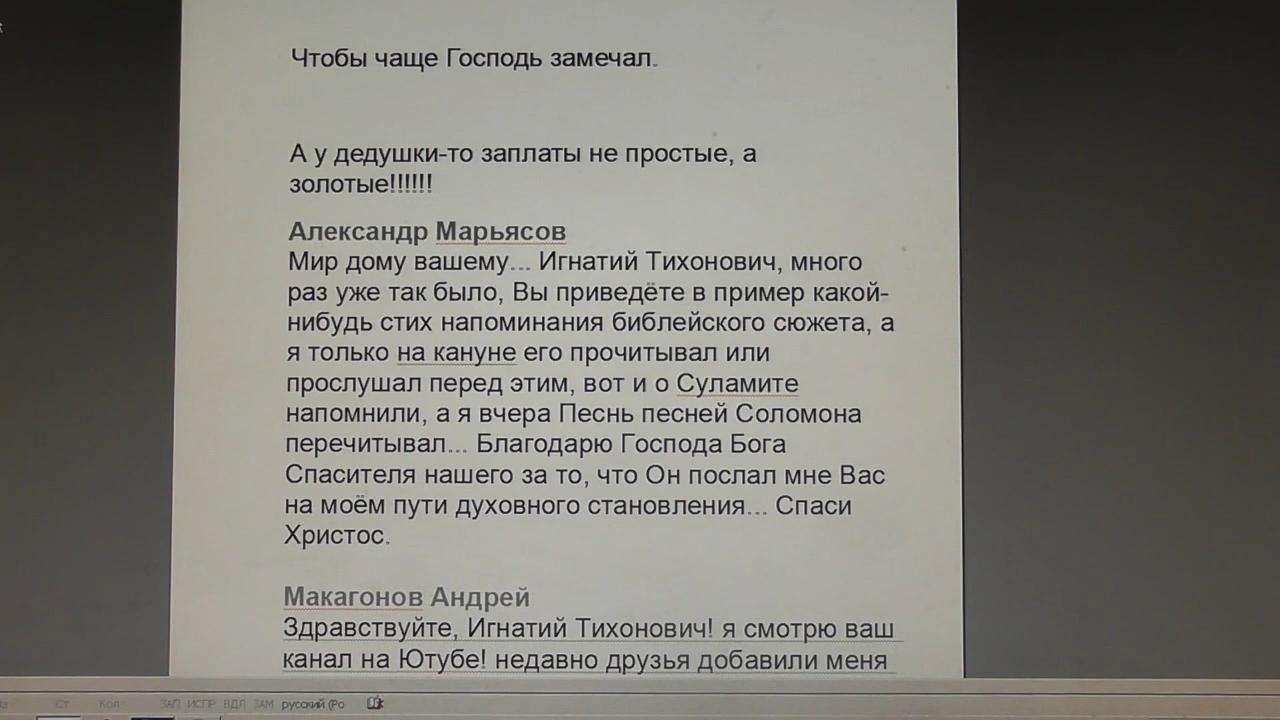 Чтобы чаще Господь замечал.
А у дедушки-то заплаты не простые, а
золотые!!!!!!
Александр Марьясов
Мир дому вашему... Игнатий Тихонович, много
раз уже так было, Вы приведёте в пример какой-
нибудь стих напоминания библейского сюжета, а
я только на кануне его прочитывал или
прослушал перед этим, вот и о Суламите
напомнили, а я вчера Песнь песней Соломона
перечитывал... Благодарю Господа Бога
Спасителя нашего за то, что Он послал мне Вас
на моём пути духовного становления... Спаси
Христос.
Макагонов Андрей
Здравствуйте, Игнатий Тихонович! я смотрю ваш
канал на Ютубе! недавно друзья добавили меня
Ст Кол ЗАП ИСПР ВДЛ ЗАМ русский (Ро